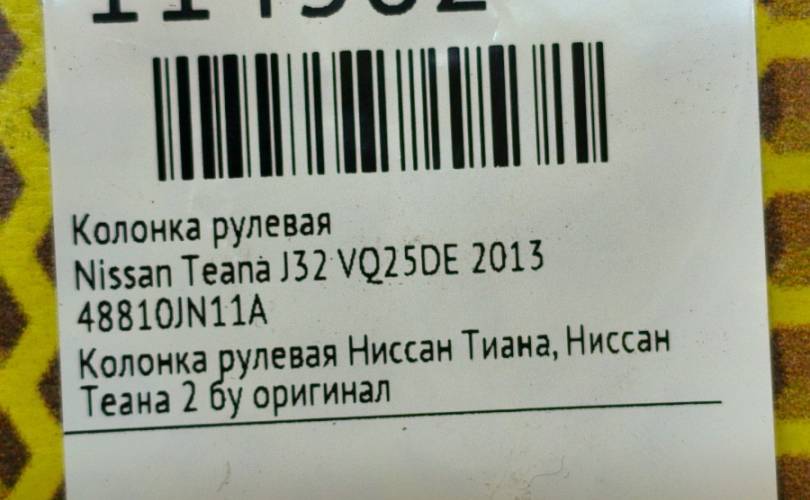 Колонка рулевая
Nissan Teana J32 VQ25DE 2013
48810JN11A
Колонка рулевая Ниссан Тиана, Ниссан
Теана 2 бу оригинал